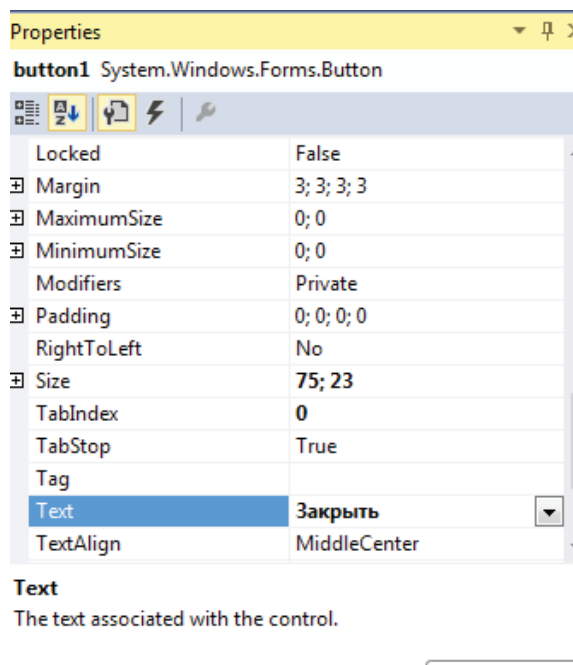 Properties
button1 System.Windows.Forms.Button
Locked False
Margin 3; 3; 3; 3
MaximumSize 0; 0
MinimumSize 0; 0
Modifiers Private
Padding 0; 0; 0; 0
RightToLeft No
Size 75; 23
TabIndex 0
TabStop True
Tag
Text Закрыть
TextAlign MiddleCenter
Text
The text associated with the control.